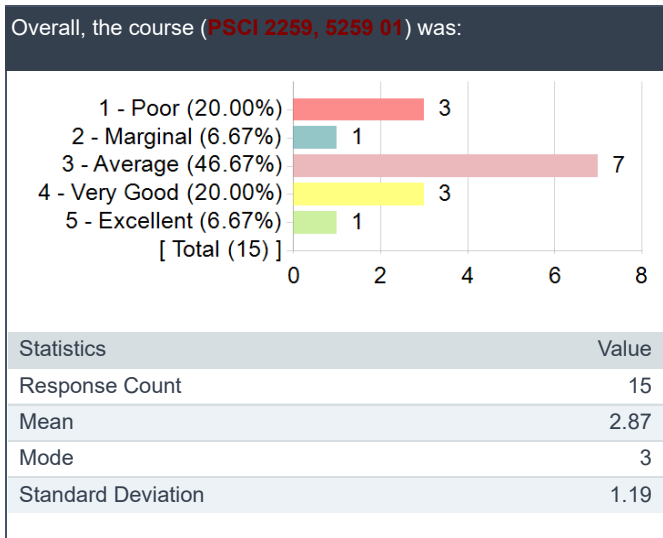 Overall, the course (PSCI 2259, 5259 01) was:
1 - Poor (20.00%) 3
2 - Marginal (6.67%) 1
3 - Average (46.67%) 7
4 - Very Good (20.00%) 3
5 - Excellent (6.67%) 1
[ Total (15) ]
0 2 4 6 8
Statistics Value
Response Count 15
Mean 2.87
Mode 3
Standard Deviation 1.19